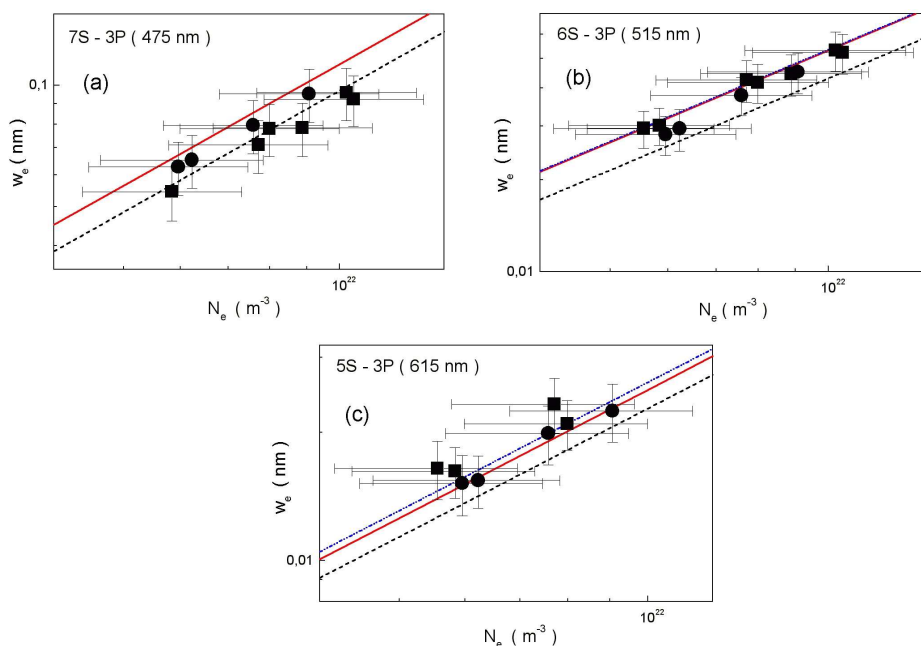 7S - 3P ( 475 nm )
(a)
0,1
w_e ( nm )
10^22
N_e ( m^-3 )
6S - 3P ( 515 nm )
(b)
w_e ( nm )
0,01
10^22
N_e ( m^-3 )
5S - 3P ( 615 nm )
(c)
w_e ( nm )
0,01
10^22
N_e ( m^-3 )